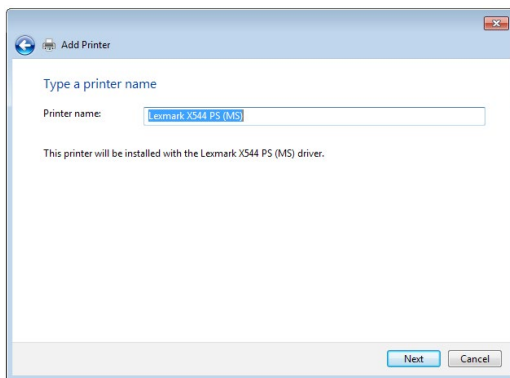 Add Printer
Type a printer name
Printer name: Lexmark X544 PS (MS)
This printer will be installed with the Lexmark X544 PS (MS) driver.
Next Cancel